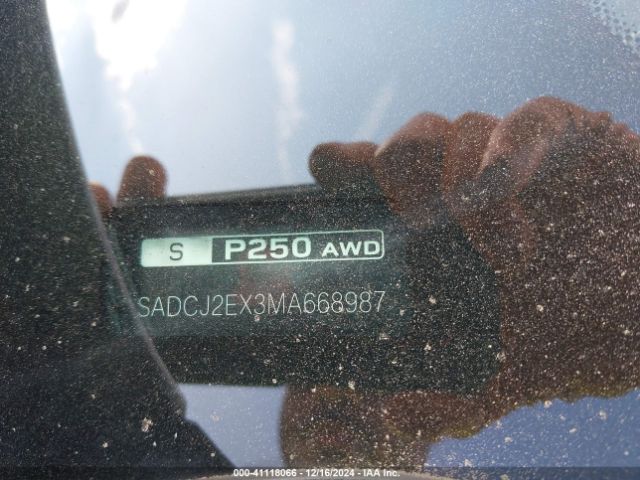 S P250 AWD
SADCJ2EX3MA668987
000-41118066 - 12/16/2024 - IAA Inc.